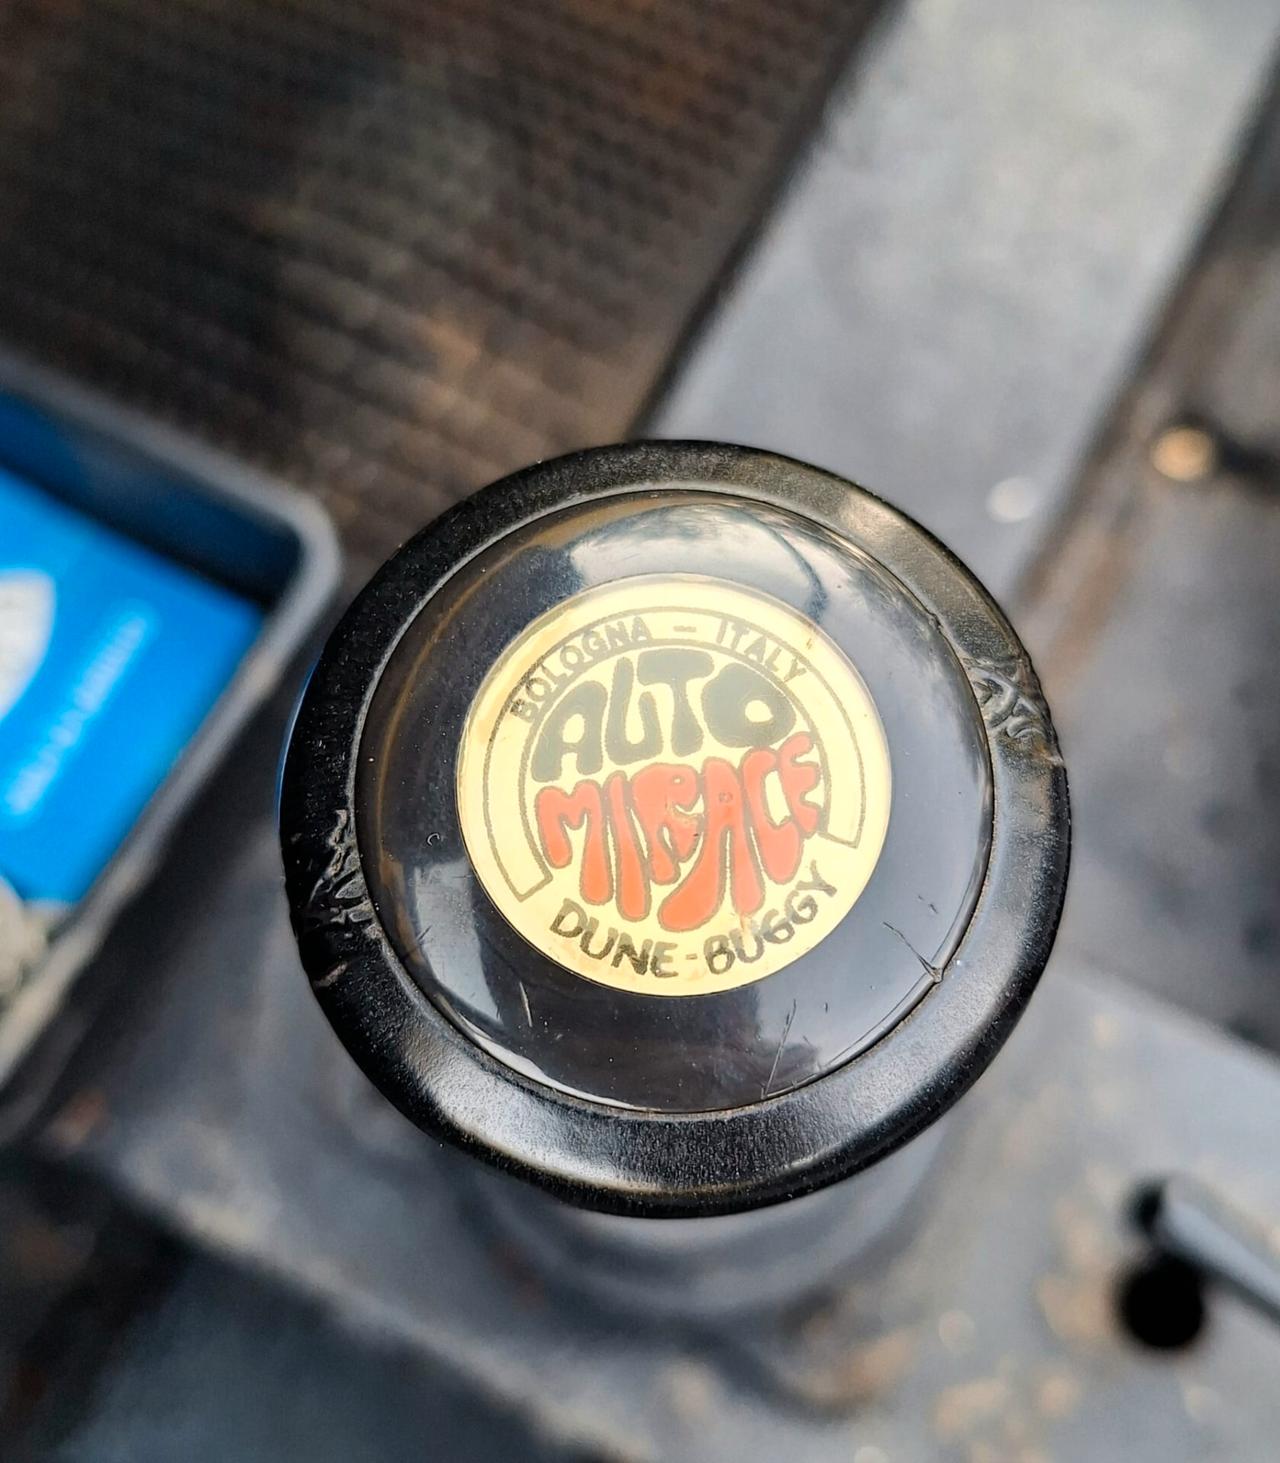 BOLOGNA – ITALY
AUTO
MIRAGE
DUNE-BUGGY